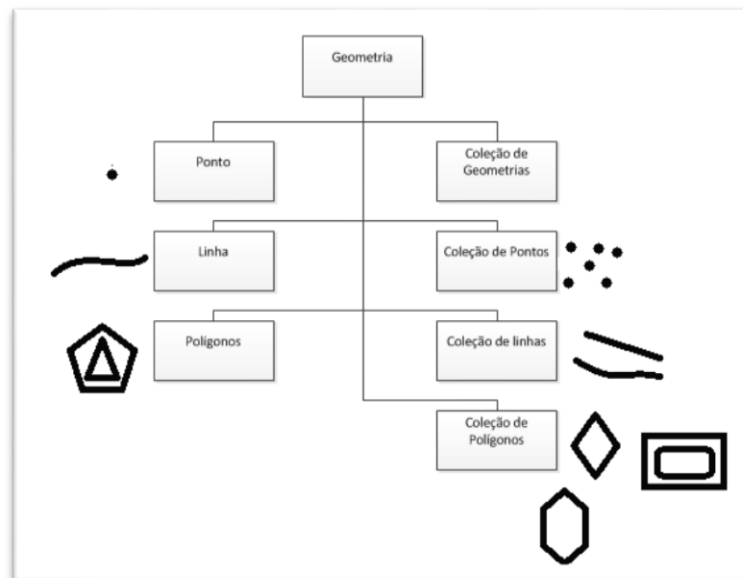 Geometria
Ponto
Coleção de
Geometrias
Linha
Coleção de Pontos
Polígonos
Coleção de linhas
Coleção de
Polígonos